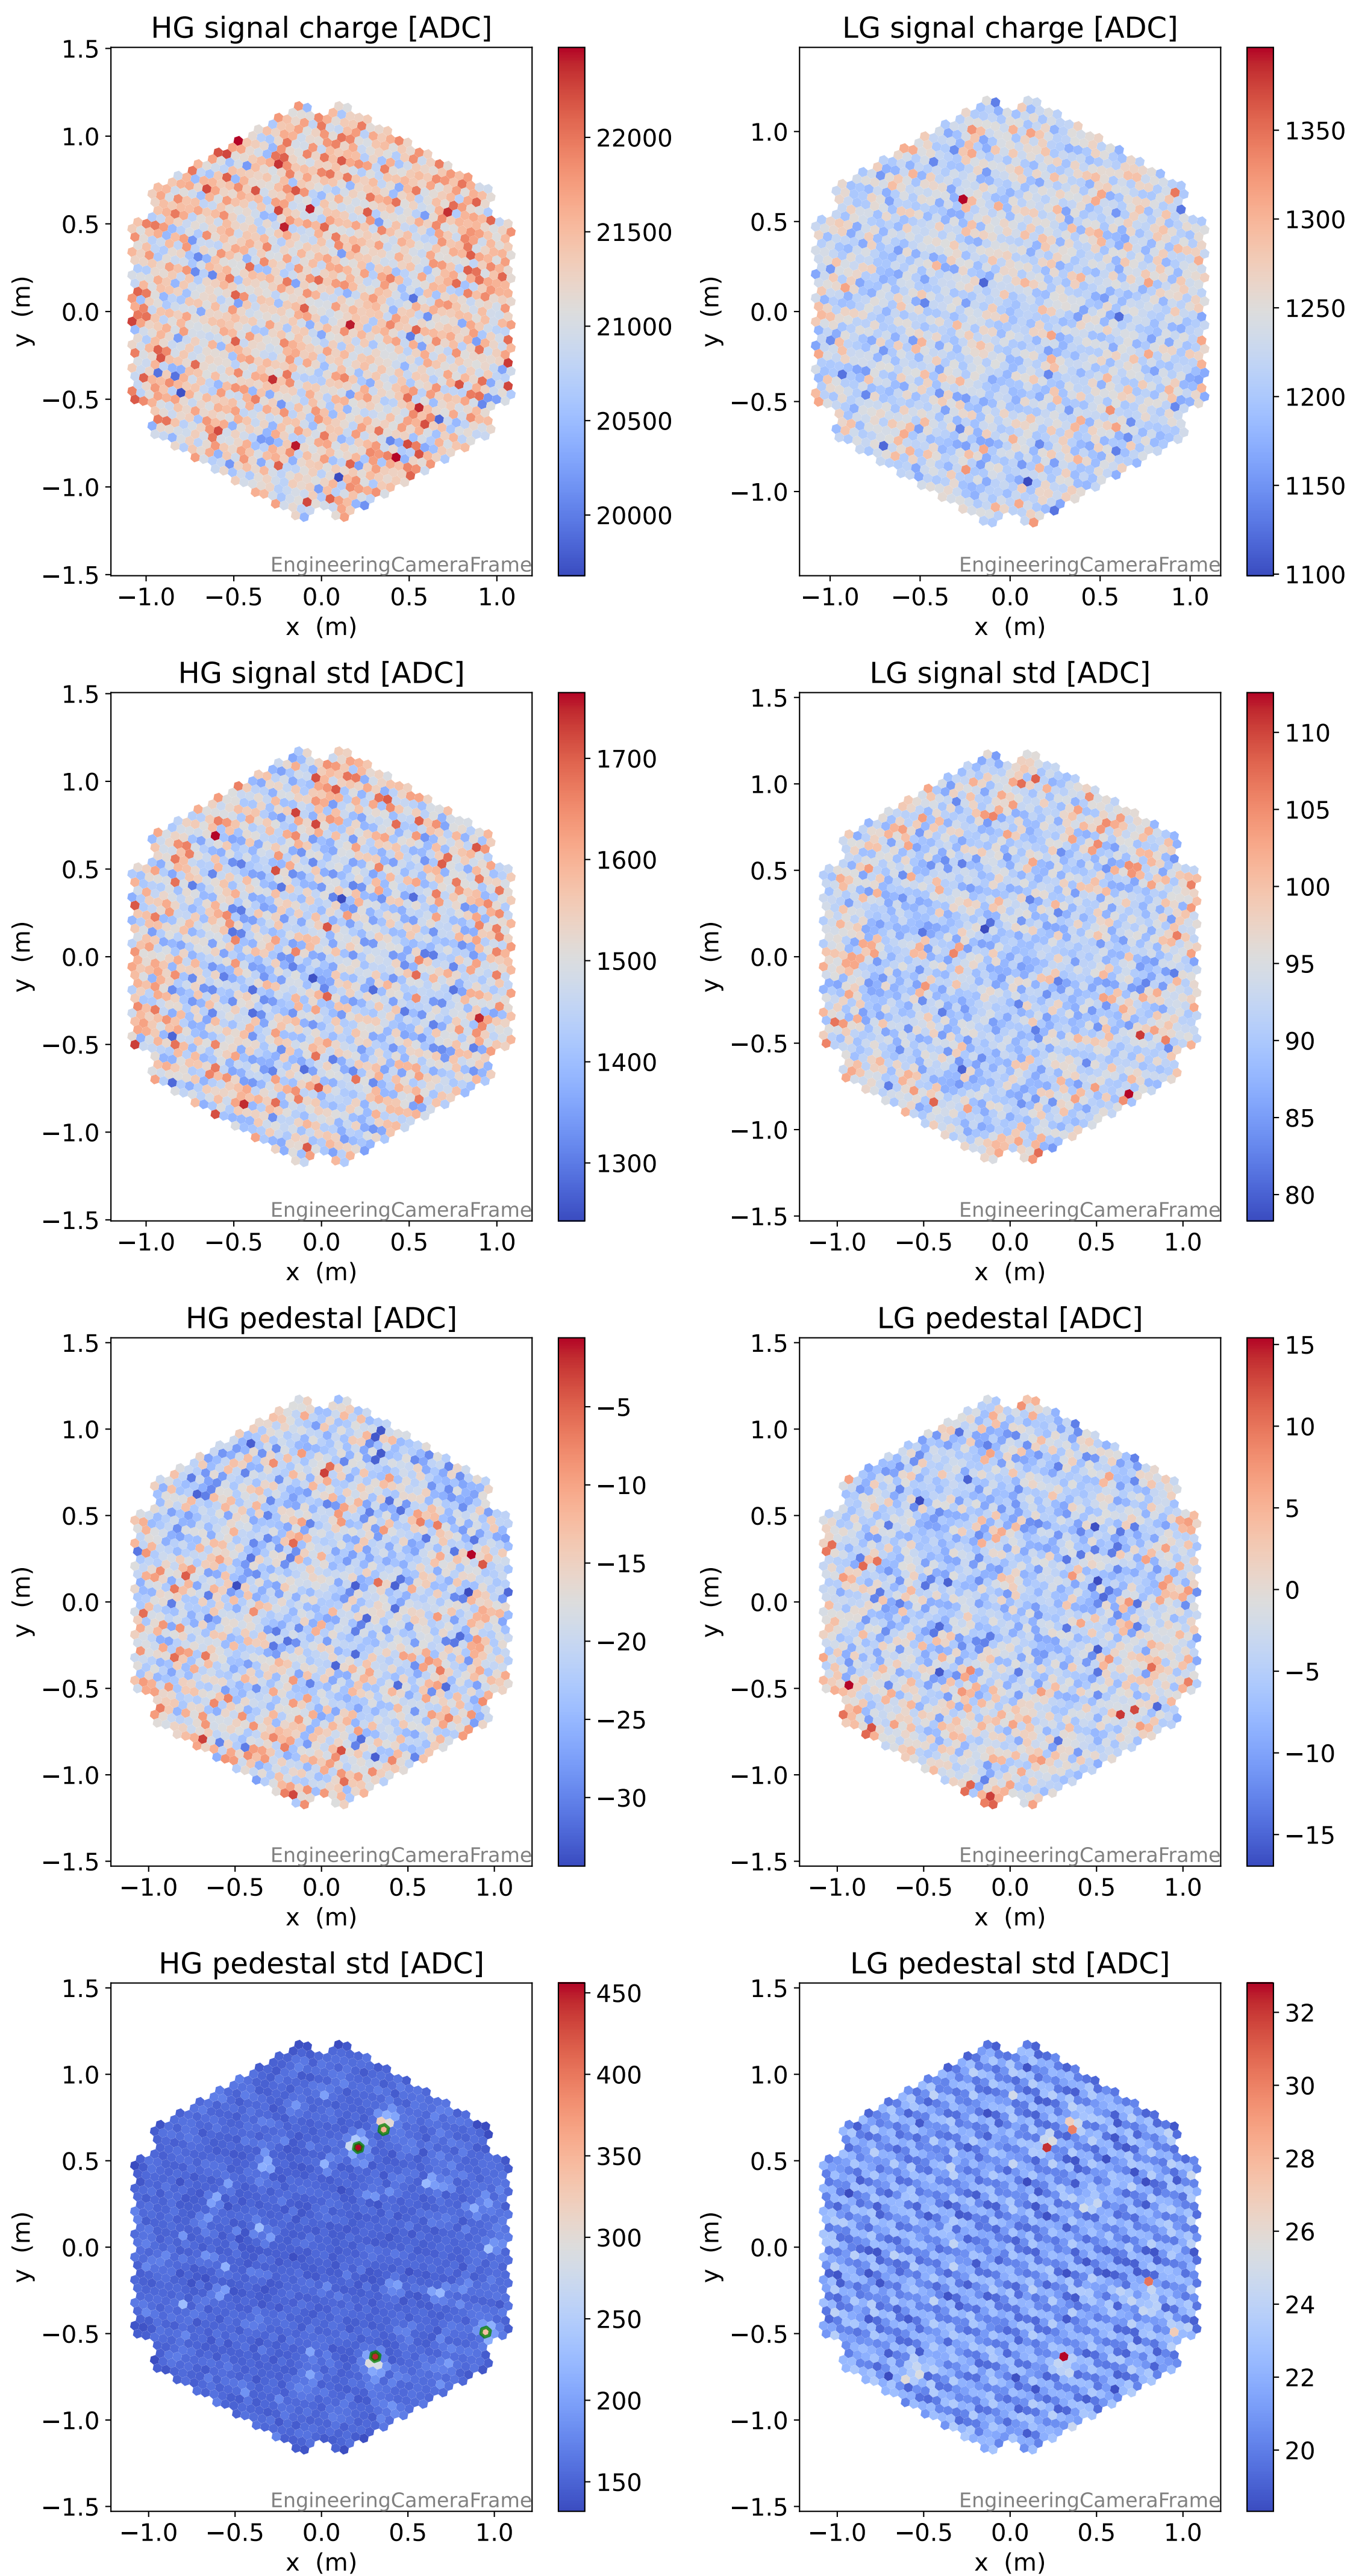 HG signal charge [ADC]
1.5
1.0
0.5
0.0
−0.5
−1.0
−1.5
y (m)
EngineeringCameraFrame
−1.0 −0.5 0.0 0.5 1.0
x (m)
22000
21500
21000
20500
20000
LG signal charge [ADC]
1.5
1.0
0.5
0.0
−0.5
−1.0
y (m)
EngineeringCameraFrame
−1.0 −0.5 0.0 0.5 1.0
x (m)
1350
1300
1250
1200
1150
1100
HG signal std [ADC]
1.5
1.0
0.5
0.0
−0.5
−1.0
−1.5
y (m)
EngineeringCameraFrame
−1.0 −0.5 0.0 0.5 1.0
x (m)
1700
1600
1500
1400
1300
LG signal std [ADC]
1.5
1.0
0.5
0.0
−0.5
−1.0
−1.5
y (m)
EngineeringCameraFrame
−1.0 −0.5 0.0 0.5 1.0
x (m)
110
105
100
95
90
85
80
HG pedestal [ADC]
1.5
1.0
0.5
0.0
−0.5
−1.0
−1.5
y (m)
EngineeringCameraFrame
−1.0 −0.5 0.0 0.5 1.0
x (m)
−5
−10
−15
−20
−25
−30
LG pedestal [ADC]
1.5
1.0
0.5
0.0
−0.5
−1.0
−1.5
y (m)
EngineeringCameraFrame
−1.0 −0.5 0.0 0.5 1.0
x (m)
15
10
5
0
−5
−10
−15
HG pedestal std [ADC]
1.5
1.0
0.5
0.0
−0.5
−1.0
−1.5
y (m)
EngineeringCameraFrame
−1.0 −0.5 0.0 0.5 1.0
x (m)
450
400
350
300
250
200
150
LG pedestal std [ADC]
1.5
1.0
0.5
0.0
−0.5
−1.0
−1.5
y (m)
EngineeringCameraFrame
−1.0 −0.5 0.0 0.5 1.0
x (m)
32
30
28
26
24
22
20